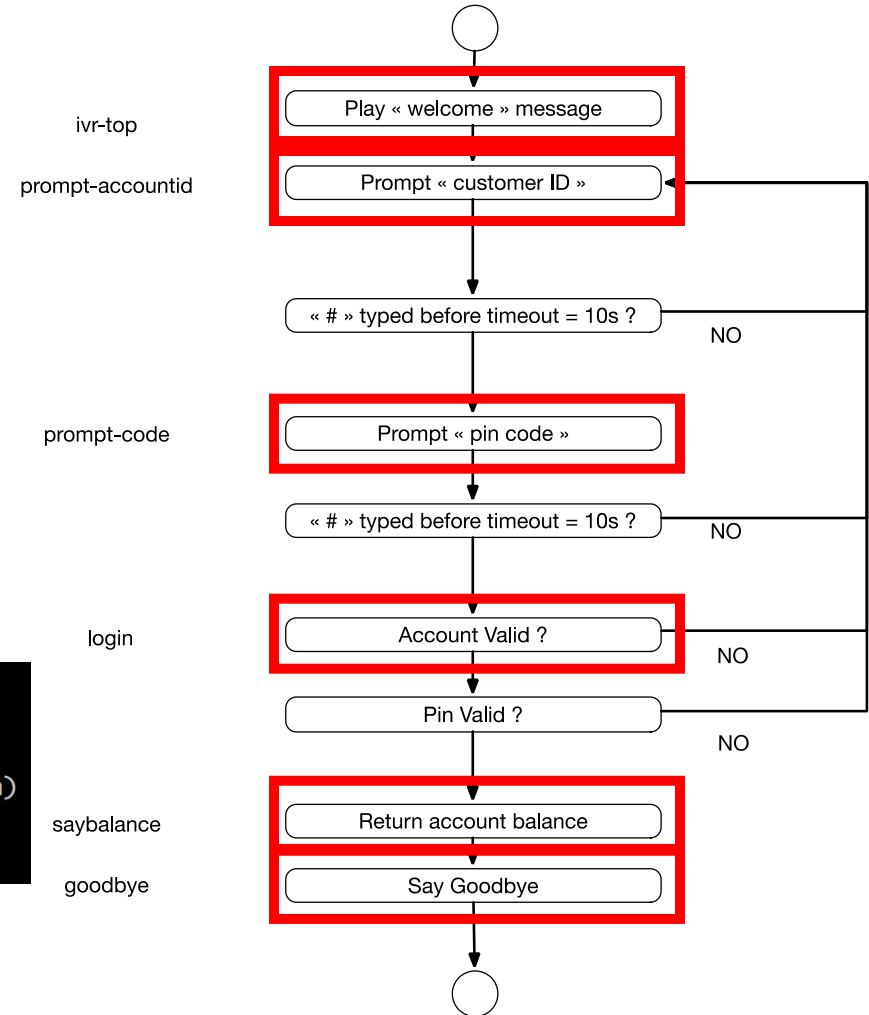 Play « welcome » message
ivr-top
prompt-accountid
Prompt « customer ID »
« # » typed before timeout = 10s ?
NO
prompt-code
Prompt « pin code »
« # » typed before timeout = 10s ?
NO
login
Account Valid ?
NO
Pin Valid ?
NO
saybalance
Return account balance
goodbye
Say Goodbye